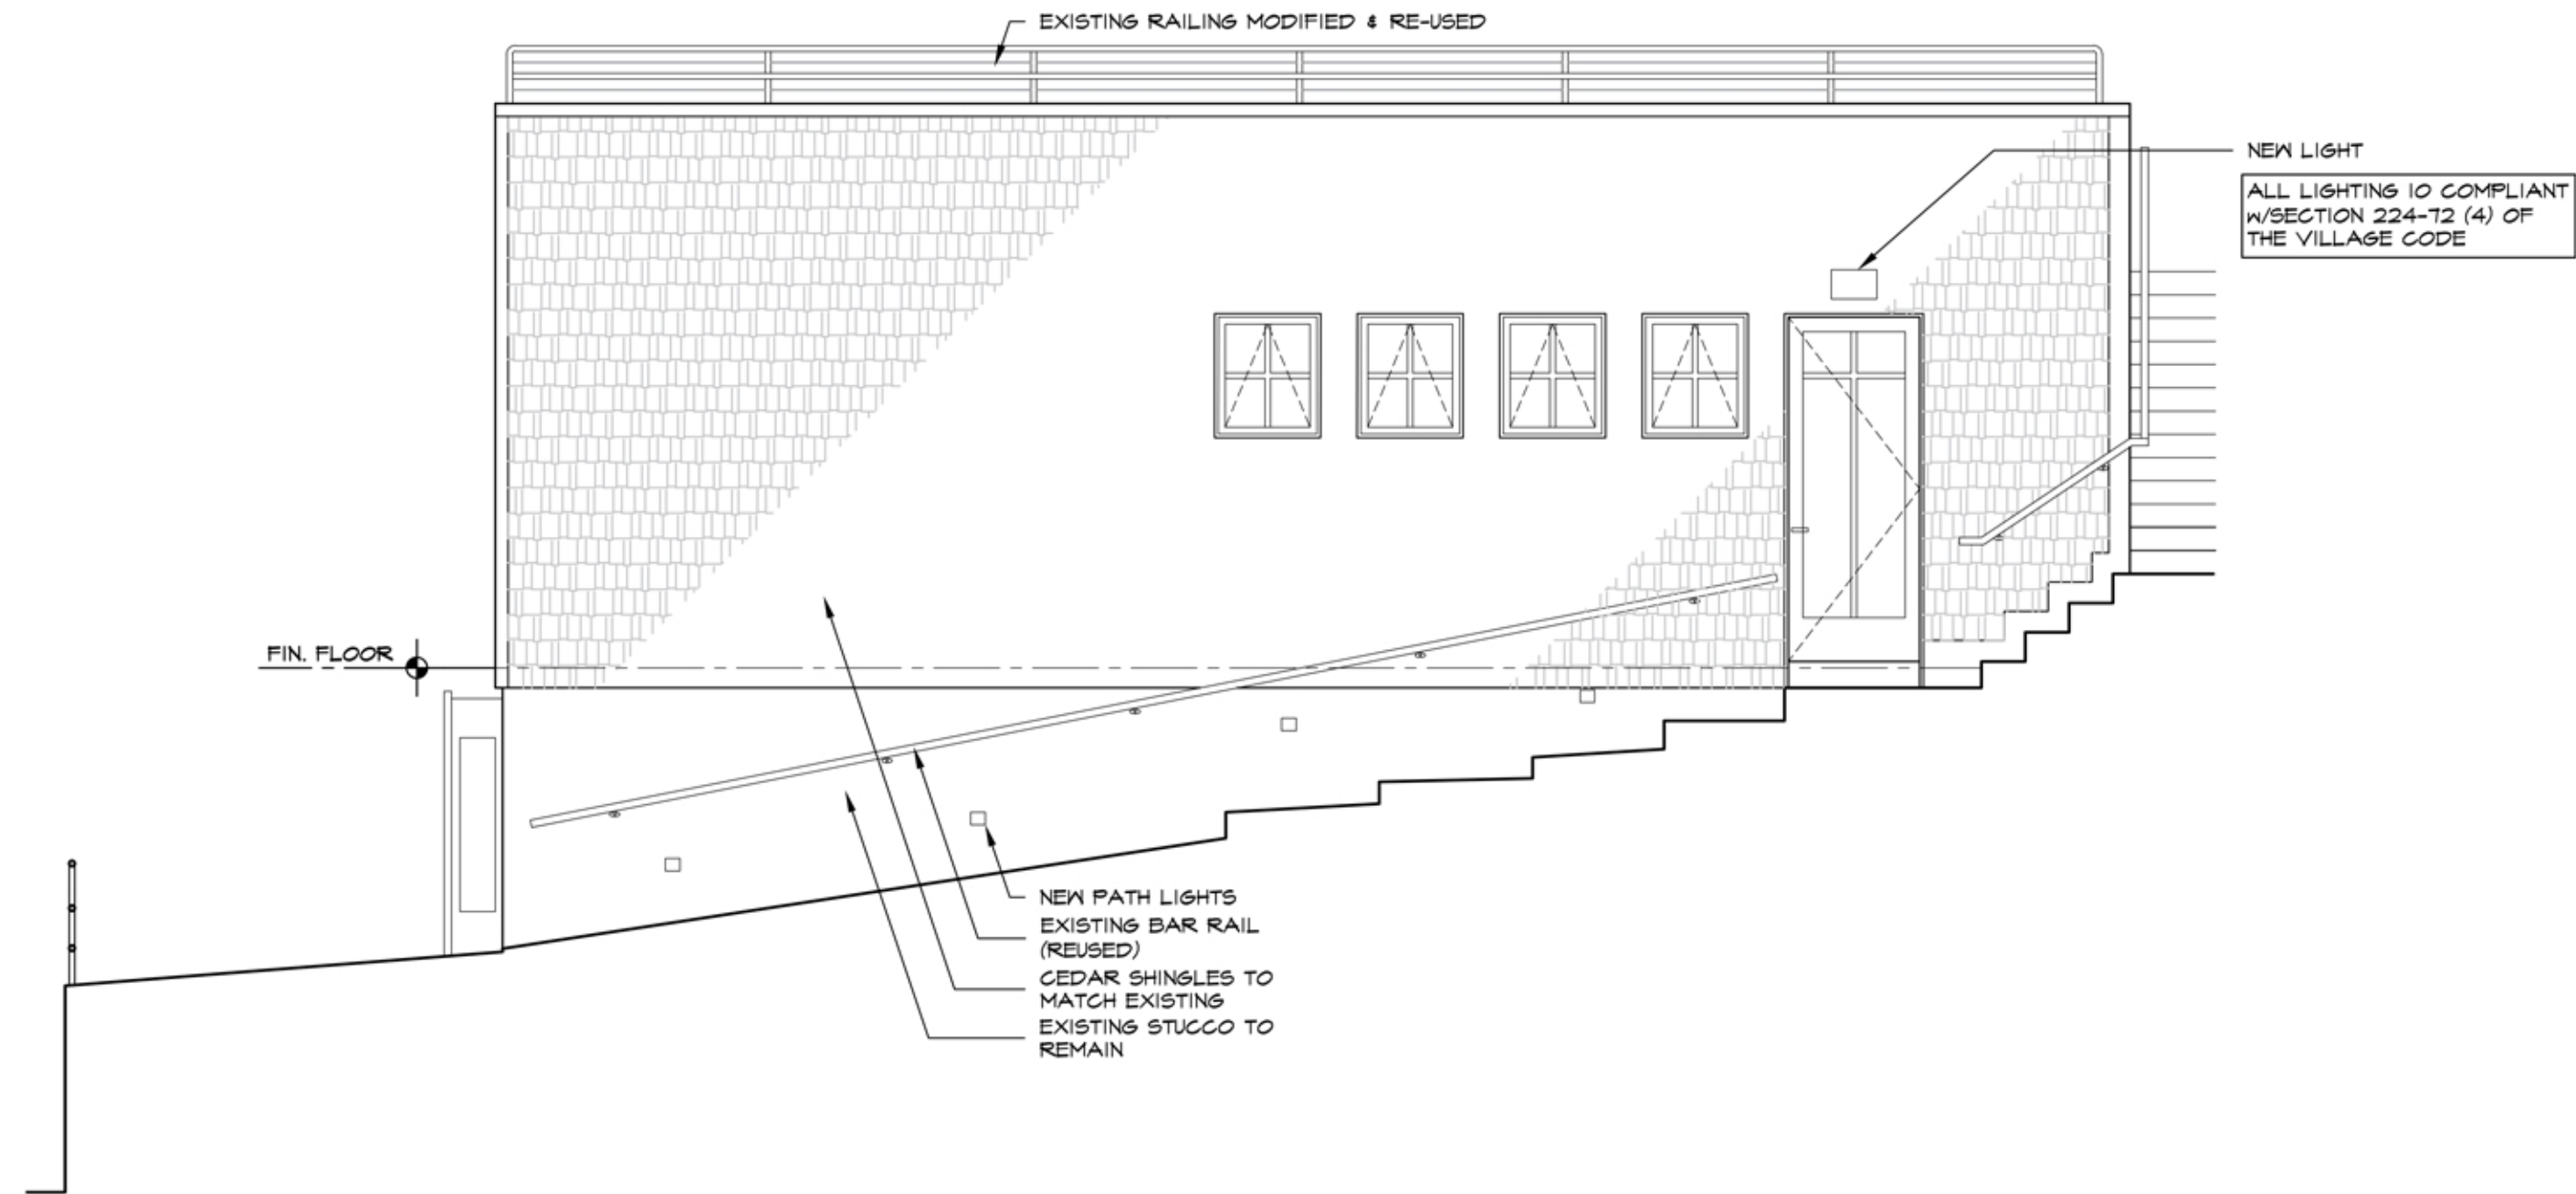 EXISTING RAILING MODIFIED & RE-USED
NEW LIGHT
ALL LIGHTING IO COMPLIANT
W/SECTION 224-72 (4) OF
THE VILLAGE CODE
FIN. FLOOR
NEW PATH LIGHTS
EXISTING BAR RAIL
(REUSED)
CEDAR SHINGLES TO
MATCH EXISTING
EXISTING STUCCO TO
REMAIN